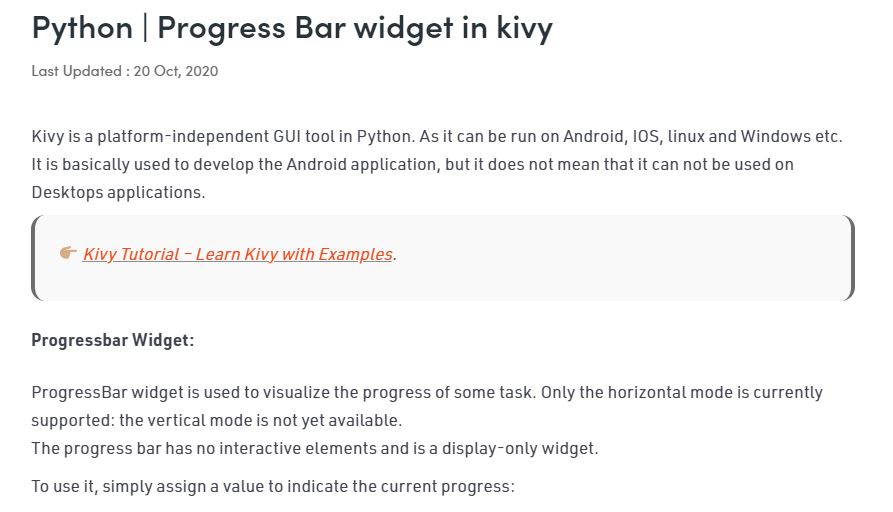 Python | Progress Bar widget in kivy
Last Updated : 20 Oct, 2020
Kivy is a platform-independent GUI tool in Python. As it can be run on Android, IOS, linux and Windows etc.
It is basically used to develop the Android application, but it does not mean that it can not be used on
Desktops applications.
👉🏽 Kivy Tutorial – Learn Kivy with Examples.
Progressbar Widget:
ProgressBar widget is used to visualize the progress of some task. Only the horizontal mode is currently
supported: the vertical mode is not yet available.
The progress bar has no interactive elements and is a display-only widget.
To use it, simply assign a value to indicate the current progress: